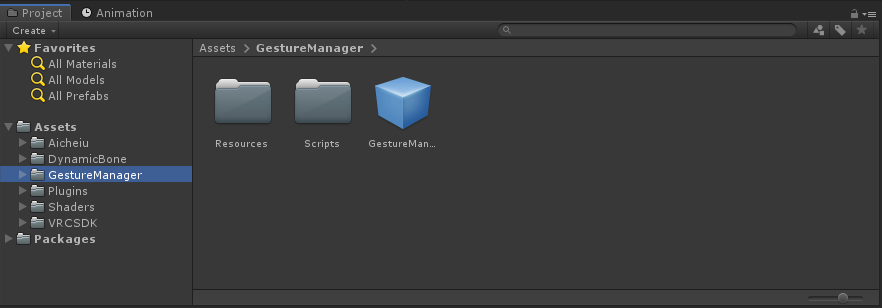 Project Animation
Create
Favorites
All Materials
All Models
All Prefabs
Assets
Aicheiu
DynamicBone
GestureManager
Plugins
Shaders
VRCSDK
Packages
Assets > GestureManager >
Resources Scripts GestureMan...